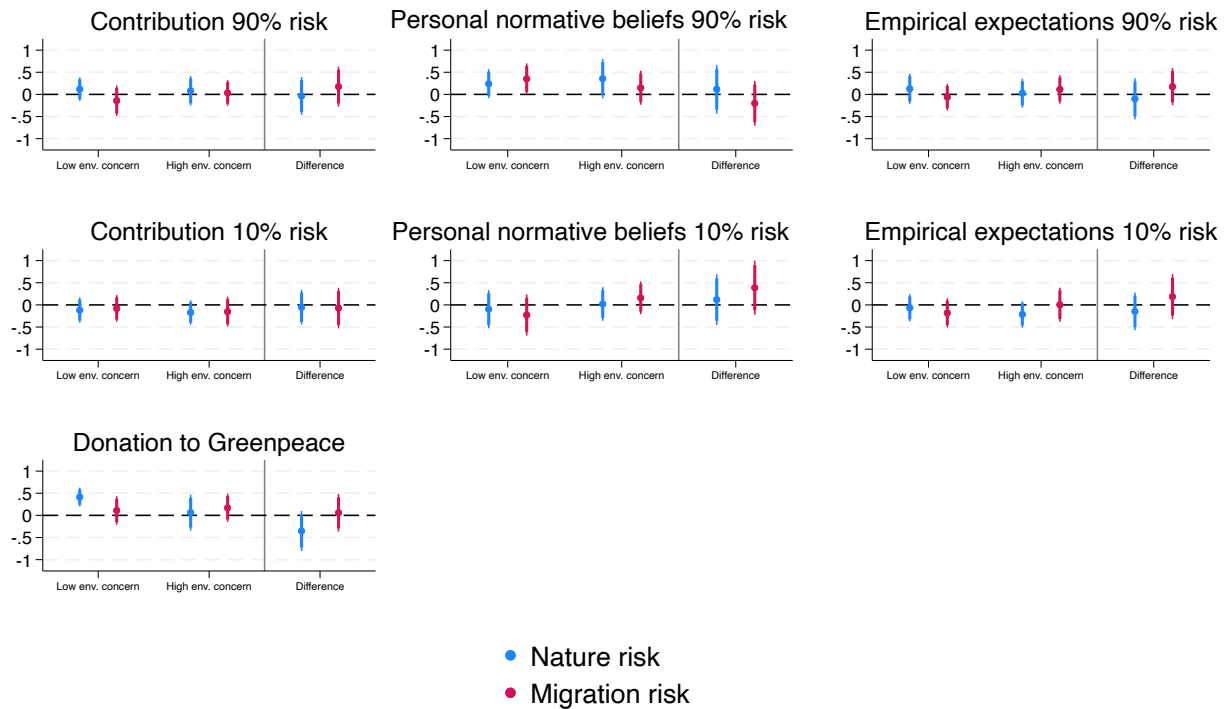 Contribution 90% risk
1
.5
0
-.5
-1
Low env. concern High env. concern Difference
Personal normative beliefs 90% risk
1
.5
0
-.5
-1
Low env. concern High env. concern Difference
Empirical expectations 90% risk
1
.5
0
-.5
-1
Low env. concern High env. concern Difference
Contribution 10% risk
1
.5
0
-.5
-1
Low env. concern High env. concern Difference
Personal normative beliefs 10% risk
1
.5
0
-.5
-1
Low env. concern High env. concern Difference
Empirical expectations 10% risk
1
.5
0
-.5
-1
Low env. concern High env. concern Difference
Donation to Greenpeace
1
.5
0
-.5
-1
Low env. concern High env. concern Difference
Nature risk
Migration risk